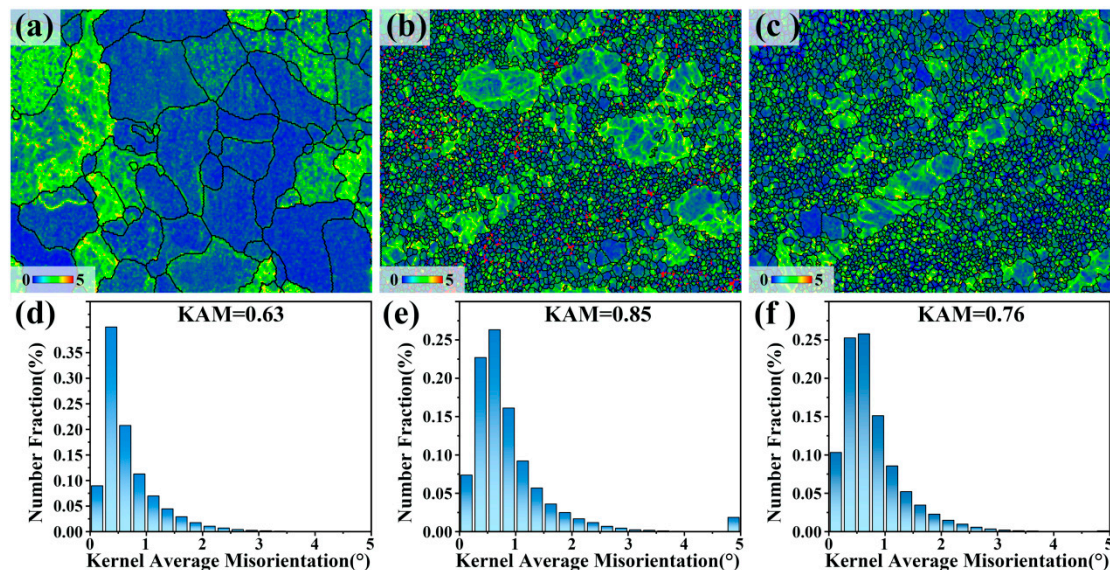 (a)
(b)
(c)
0 5
0 5
0 5
(d) KAM=0.63
(e) KAM=0.85
(f ) KAM=0.76
Number Fraction(%)
0.35
0.30
0.25
0.20
0.15
0.10
0.05
0.00
0 1 2 3 4 5
Kernel Average Misorientation(°)
Number Fraction(%)
0.25
0.20
0.15
0.10
0.05
0.00
0 1 2 3 4 5
Kernel Average Misorientation(°)
Number Fraction(%)
0.25
0.20
0.15
0.10
0.05
0.00
0 1 2 3 4 5
Kernel Average Misorientation(°)